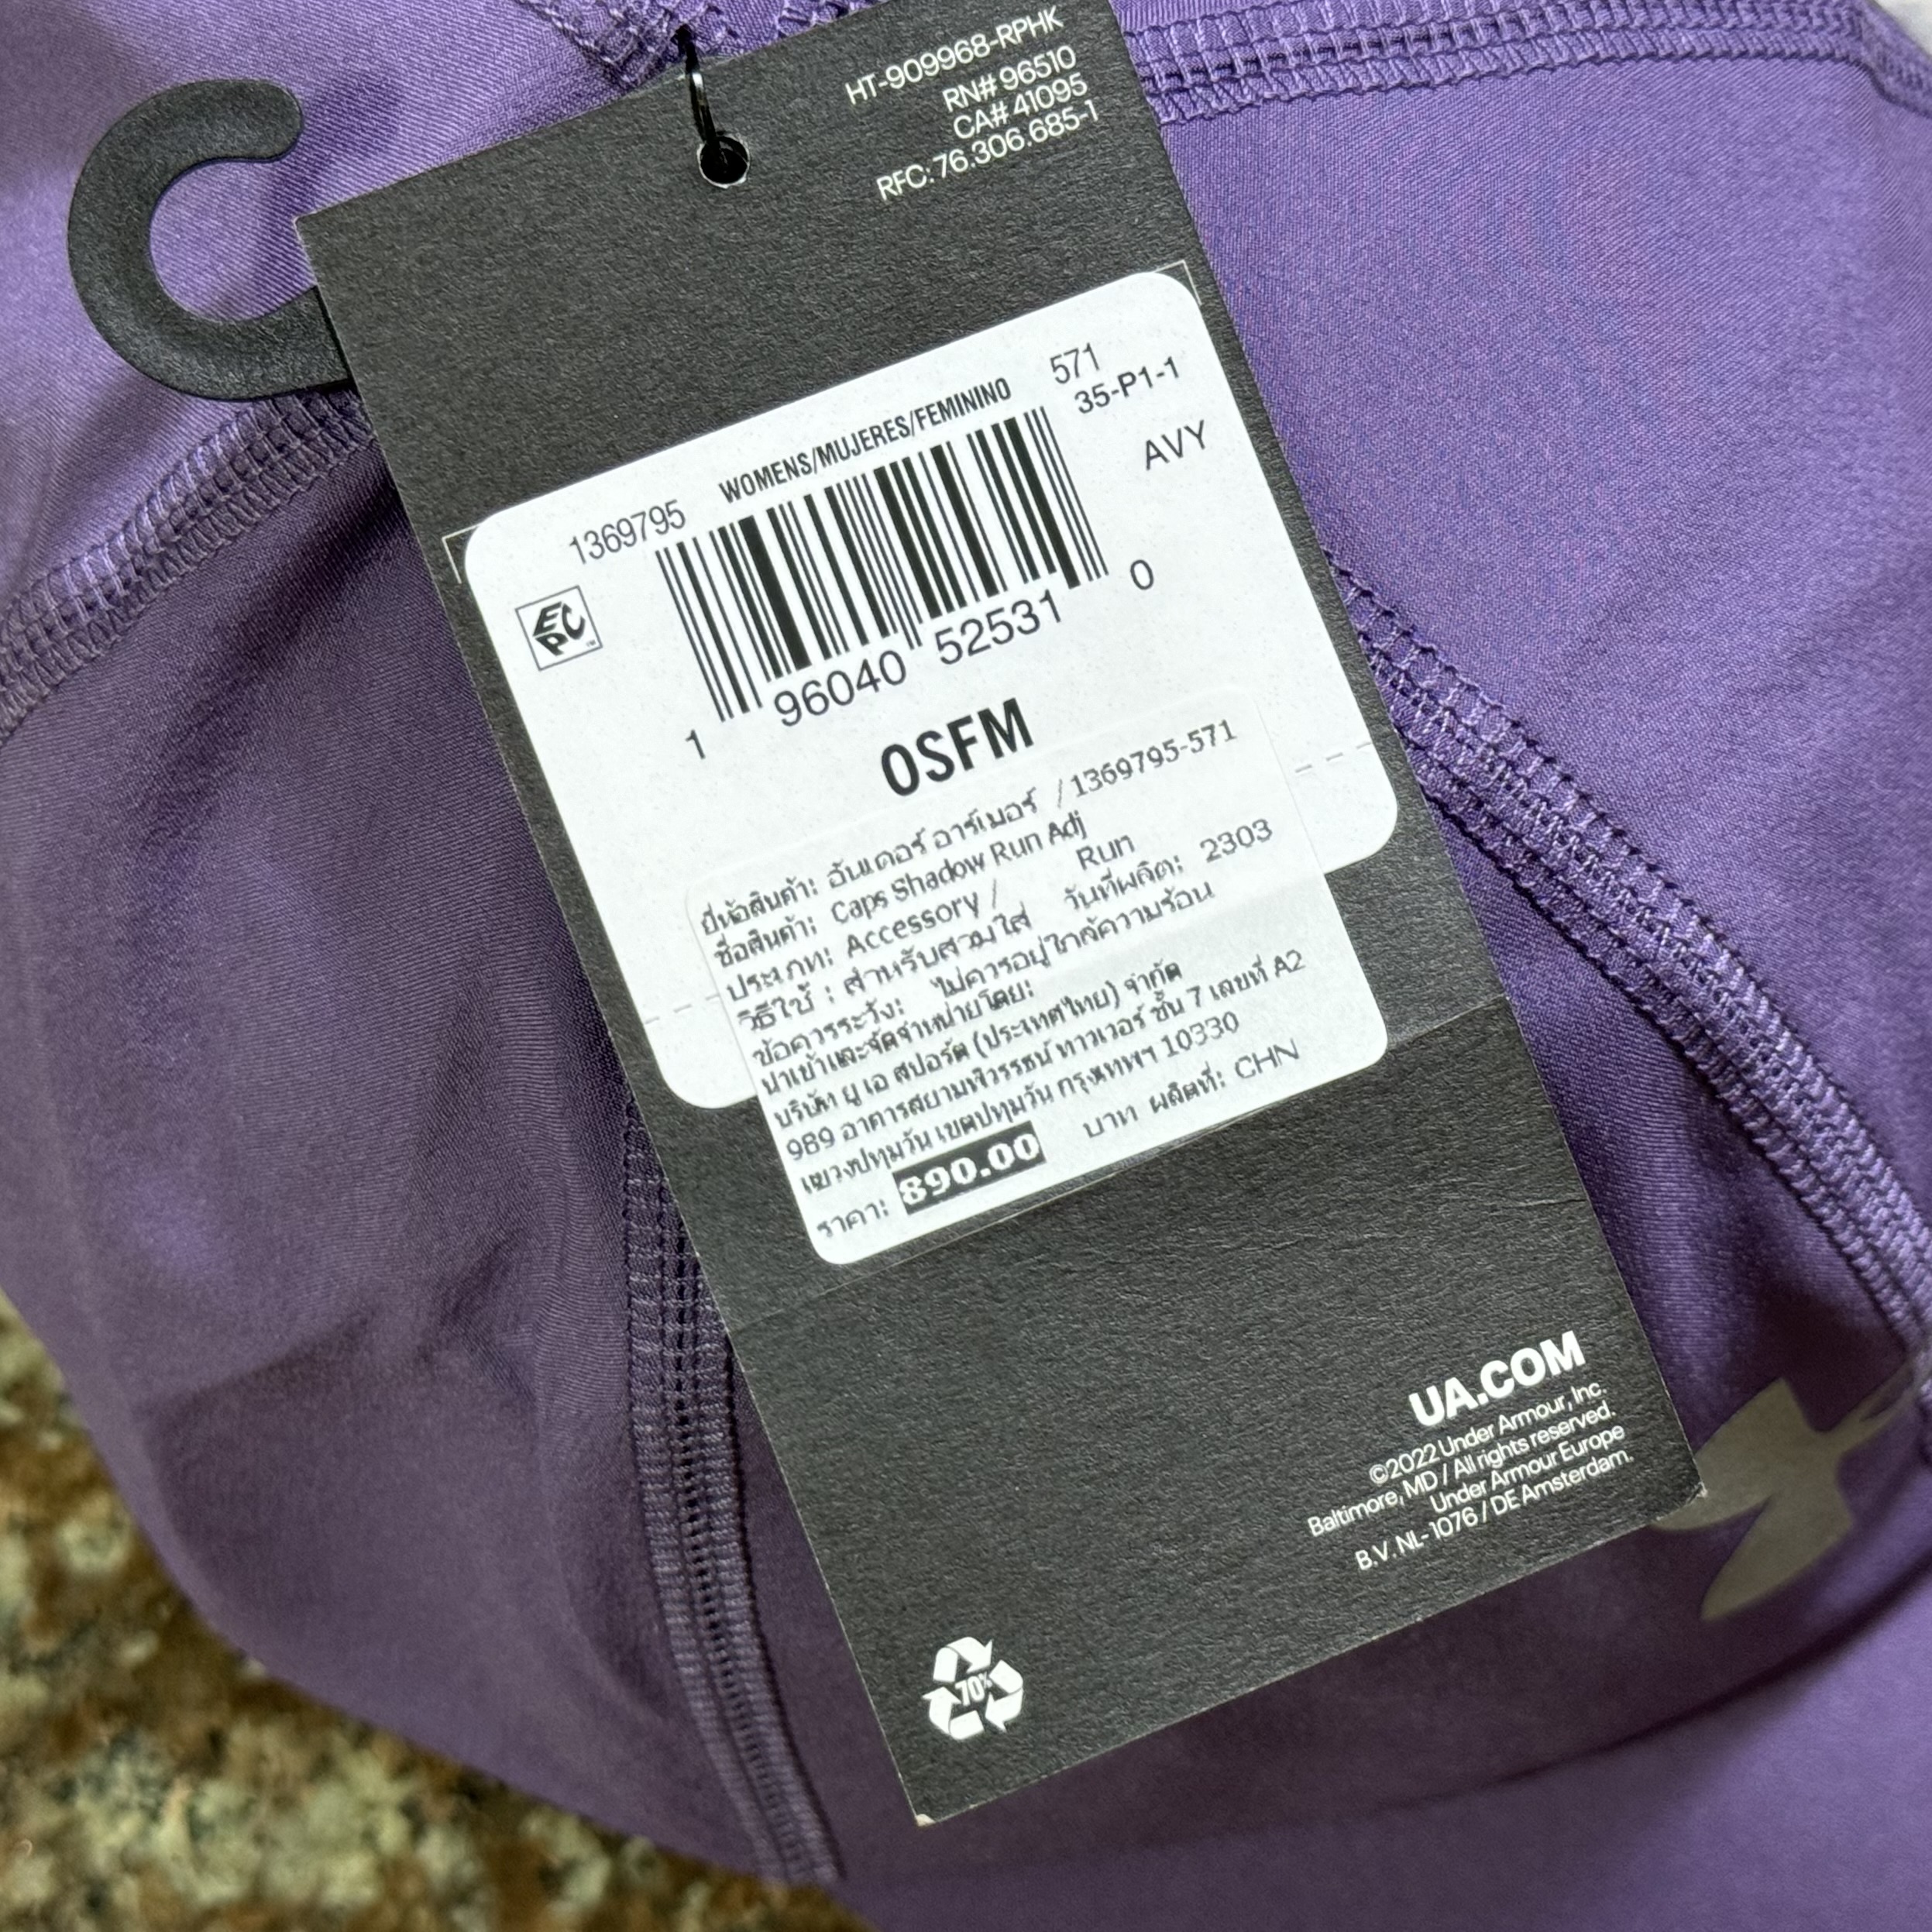 HT-909968-RPHK
RN# 96510
CA# 41095
RFC: 76.306.685-1
571
35-P1-1
AVY
WOMENS/MUJERES/FEMININO
1369795
EPC
1 96040 52531 0
OSFM
ยี่ห้อสินค้า: อันเดอร์ อาร์เมอร์ / 1369795-571
ชื่อสินค้า: Caps Shadow Run Adj
ประเภท: Accessory / Run
วิธีใช้ : สำหรับสวมใส่ วันที่ผลิต: 2303
ข้อควรระวัง: ไม่ควรอยู่ใกล้ความร้อน
นำเข้าและจัดจำหน่ายโดย:
บริษัท ยู เอ สปอร์ต (ประเทศไทย) จำกัด
989 อาคารสยามพิวรรธน์ ทาวเวอร์ ชั้น 7 เลขที่ A2
แขวงปทุมวัน เขตปทุมวัน กรุงเทพฯ 10330
ราคา: 890.00 บาท ผลิตที่: CHN
UA.COM
©2022 Under Armour, Inc.
Baltimore, MD / All rights reserved.
Under Armour Europe
B.V. NL-1076 / DE Amsterdam.
70%